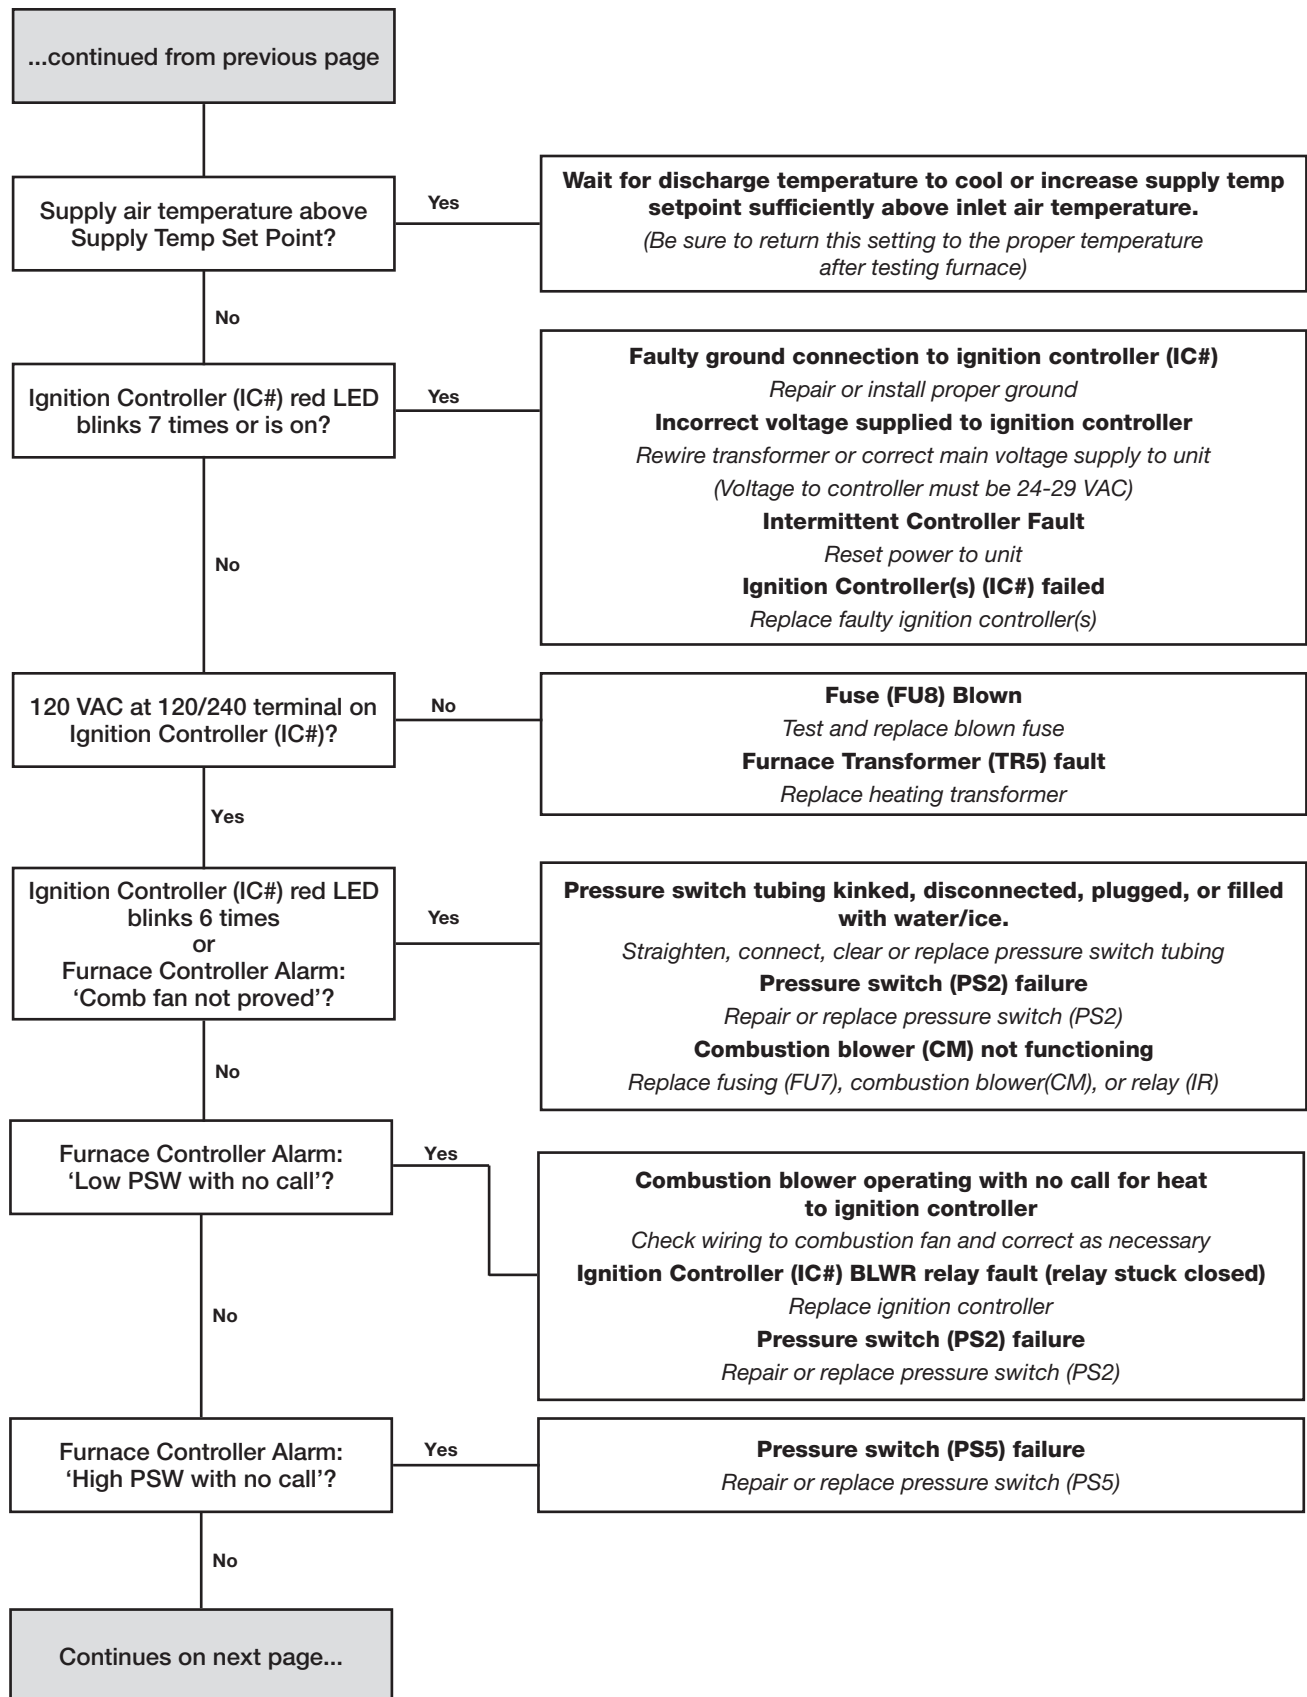 ...continued from previous page
Supply air temperature above
Supply Temp Set Point?
Yes
Wait for discharge temperature to cool or increase supply temp
setpoint sufficiently above inlet air temperature.
(Be sure to return this setting to the proper temperature
after testing furnace)
No
Ignition Controller (IC#) red LED
blinks 7 times or is on?
Yes
Faulty ground connection to ignition controller (IC#)
Repair or install proper ground
Incorrect voltage supplied to ignition controller
Rewire transformer or correct main voltage supply to unit
(Voltage to controller must be 24-29 VAC)
Intermittent Controller Fault
Reset power to unit
Ignition Controller(s) (IC#) failed
Replace faulty ignition controller(s)
No
120 VAC at 120/240 terminal on
Ignition Controller (IC#)?
No
Fuse (FU8) Blown
Test and replace blown fuse
Furnace Transformer (TR5) fault
Replace heating transformer
Yes
Ignition Controller (IC#) red LED
blinks 6 times
or
Furnace Controller Alarm:
‘Comb fan not proved’?
Yes
Pressure switch tubing kinked, disconnected, plugged, or filled
with water/ice.
Straighten, connect, clear or replace pressure switch tubing
Pressure switch (PS2) failure
Repair or replace pressure switch (PS2)
Combustion blower (CM) not functioning
Replace fusing (FU7), combustion blower(CM), or relay (IR)
No
Furnace Controller Alarm:
‘Low PSW with no call’?
Yes
Combustion blower operating with no call for heat
to ignition controller
Check wiring to combustion fan and correct as necessary
Ignition Controller (IC#) BLWR relay fault (relay stuck closed)
Replace ignition controller
Pressure switch (PS2) failure
Repair or replace pressure switch (PS2)
No
Furnace Controller Alarm:
‘High PSW with no call’?
Yes
Pressure switch (PS5) failure
Repair or replace pressure switch (PS5)
No
Continues on next page...